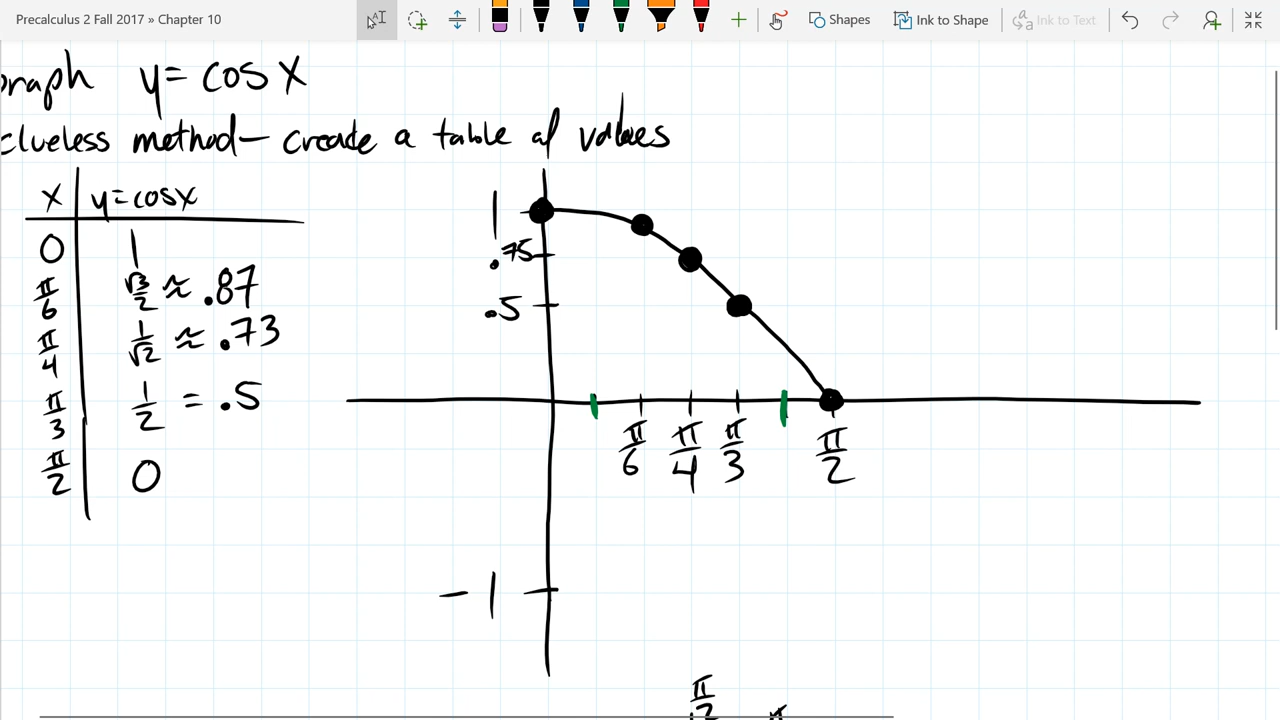 Precalculus 2 Fall 2017 » Chapter 10
Shapes
Ink to Shape
Ink to Text
raph y = cos x
clueless method – create a table of values
x y = cos x
0 1
π/6 √3/2 ≈ .87
π/4 1/√2 ≈ .73
π/3 1/2 = .5
π/2 0
1
.75
.5
π/6 π/4 π/3 π/2
-1
π/2